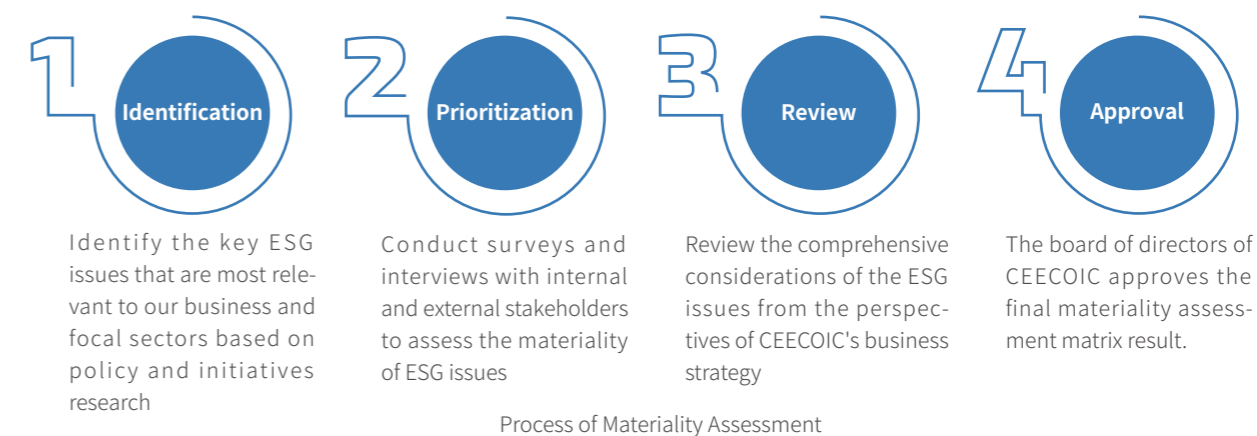 1
Identification
Identify the key ESG
issues that are most rele-
vant to our business and
focal sectors based on
policy and initiatives
research
2
Prioritization
Conduct surveys and
interviews with internal
and external stakeholders
to assess the materiality
of ESG issues
3
Review
Review the comprehensive
considerations of the ESG
issues from the perspec-
tives of CEECOIC's business
strategy
4
Approval
The board of directors of
CEECOIC approves the
final materiality assess-
ment matrix result.
Process of Materiality Assessment